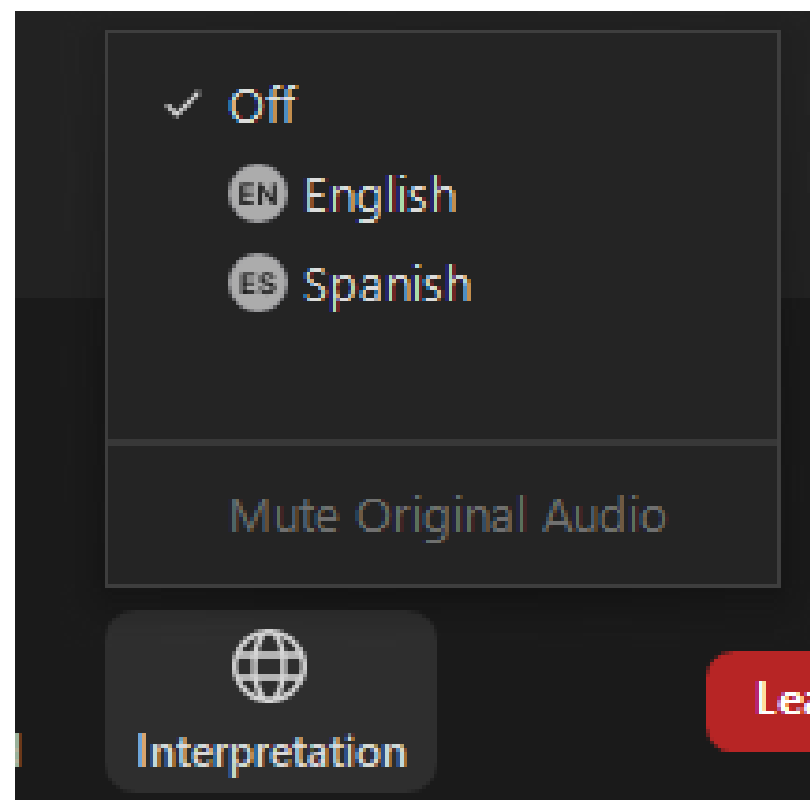 Off
EN English
ES Spanish
Mute Original Audio
Interpretation